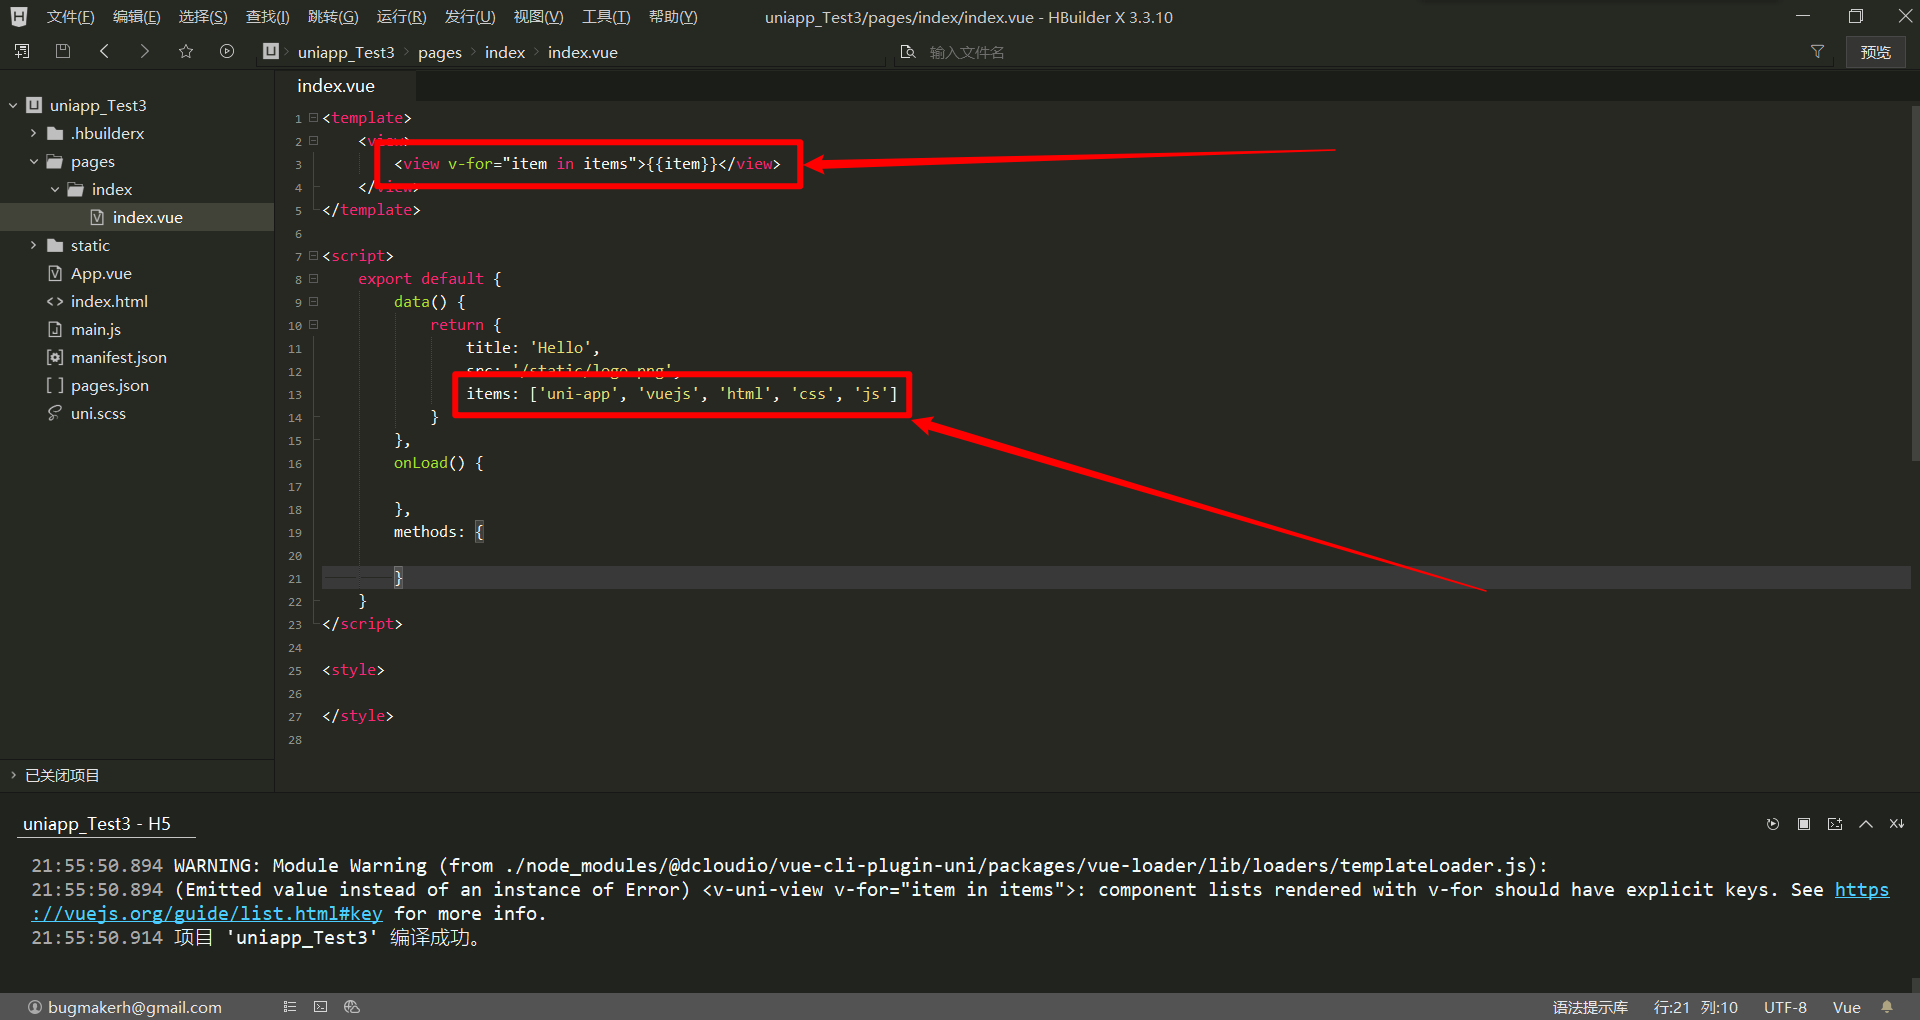 文件(F) 编辑(E) 选择(S) 查找(I) 跳转(G) 运行(R) 发行(U) 视图(V) 工具(T) 帮助(Y) uniapp_Test3/pages/index/index.vue - HBuilder X 3.3.10
uniapp_Test3 pages index index.vue 输入文件名 预览
uniapp_Test3
.hbuilderx
pages
index
index.vue
static
App.vue
index.html
main.js
manifest.json
pages.json
uni.scss
已关闭项目
index.vue
1 <template>
2 <view>
3 <view v-for="item in items">{{item}}</view>
4 </view>
5 </template>
6
7 <script>
8 export default {
9 data() {
10 return {
11 title: 'Hello',
12 src: '/static/logo.png',
13 items: ['uni-app', 'vuejs', 'html', 'css', 'js']
14 }
15 },
16 onLoad() {
17
18 },
19 methods: {
20
21 }
22 }
23 </script>
24
25 <style>
26
27 </style>
28
uniapp_Test3 - H5
21:55:50.894 WARNING: Module Warning (from ./node_modules/@dcloudio/vue-cli-plugin-uni/packages/vue-loader/lib/loaders/templateLoader.js):
21:55:50.894 (Emitted value instead of an instance of Error) <v-uni-view v-for="item in items">: component lists rendered with v-for should have explicit keys. See https
://vuejs.org/guide/list.html#key for more info.
21:55:50.914 项目 'uniapp_Test3' 编译成功。
bugmakerh@gmail.com 语法提示库 行:21 列:10 UTF-8 Vue